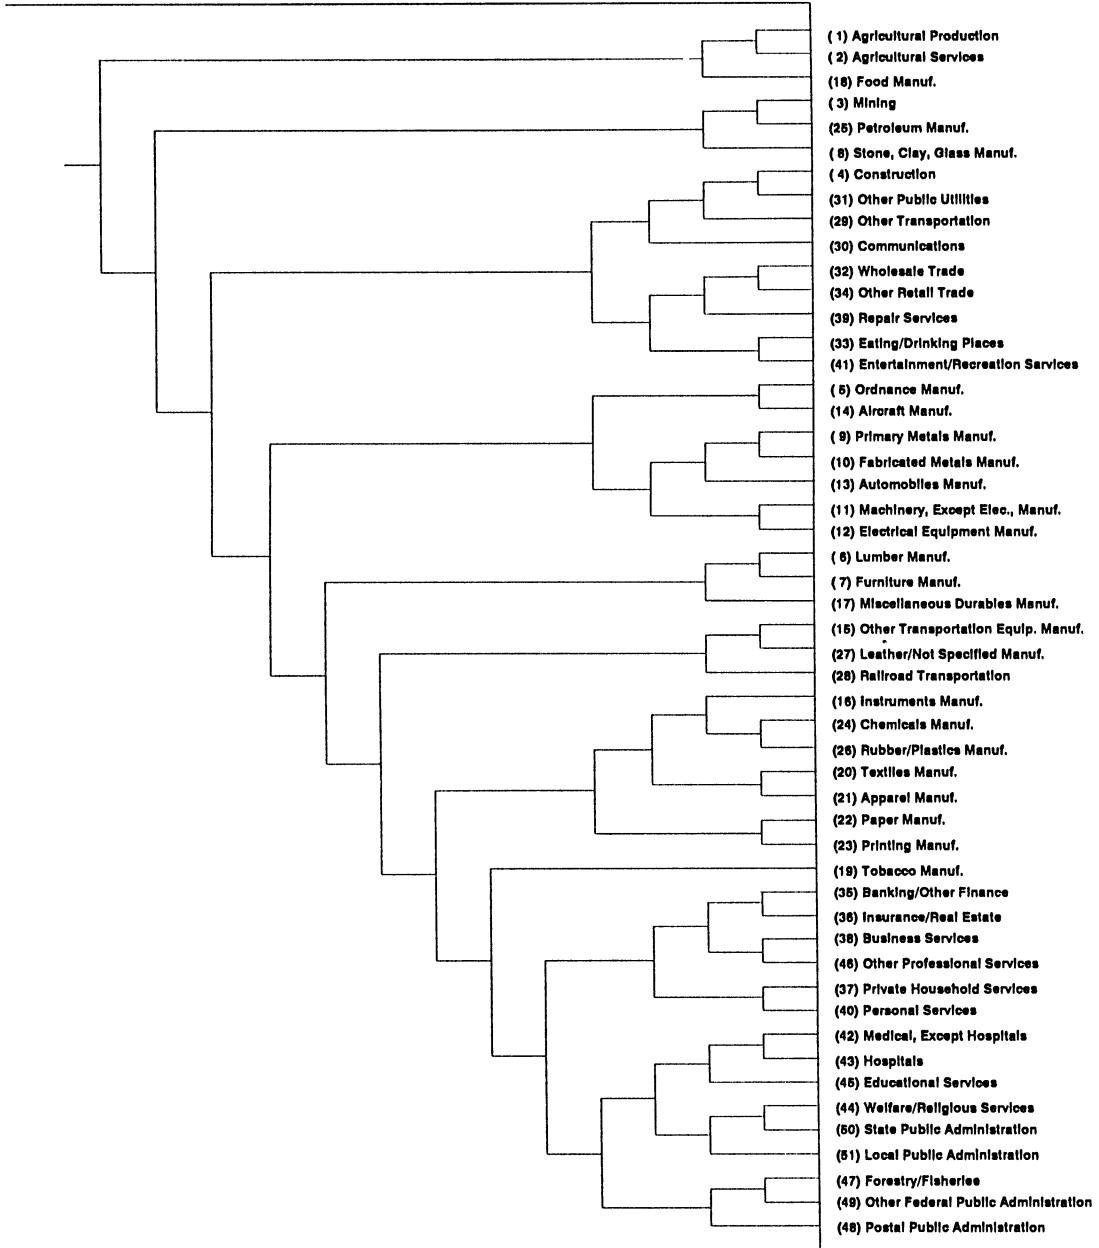 ( 1) Agricultural Production
( 2) Agricultural Services
(18) Food Manuf.
( 3) Mining
(25) Petroleum Manuf.
( 8) Stone, Clay, Glass Manuf.
( 4) Construction
(31) Other Public Utilities
(29) Other Transportation
(30) Communications
(32) Wholesale Trade
(34) Other Retail Trade
(39) Repair Services
(33) Eating/Drinking Places
(41) Entertainment/Recreation Sarvices
( 5) Ordnance Manuf.
(14) Aircraft Manuf.
( 9) Primary Metals Manuf.
(10) Fabricated Metals Manuf.
(13) Automobiles Manuf.
(11) Machinery, Except Elec., Manuf.
(12) Electrical Equipment Manuf.
( 6) Lumber Manuf.
( 7) Furniture Manuf.
(17) Miscellaneous Durables Manuf.
(15) Other Transportation Equip. Manuf.
(27) Leather/Not Specified Manuf.
(28) Railroad Transportation
(16) Instruments Manuf.
(24) Chemicals Manuf.
(26) Rubber/Plastics Manuf.
(20) Textiles Manuf.
(21) Apparel Manuf.
(22) Paper Manuf.
(23) Printing Manuf.
(19) Tobacco Manuf.
(35) Banking/Other Finance
(36) Insurance/Real Estate
(38) Business Services
(46) Other Professional Services
(37) Private Household Services
(40) Personal Services
(42) Medical, Except Hospitals
(43) Hospitals
(45) Educational Services
(44) Welfare/Religious Services
(50) State Public Administration
(51) Local Public Administration
(47) Forestry/Fisheries
(49) Other Federal Public Administration
(48) Postal Public Administration